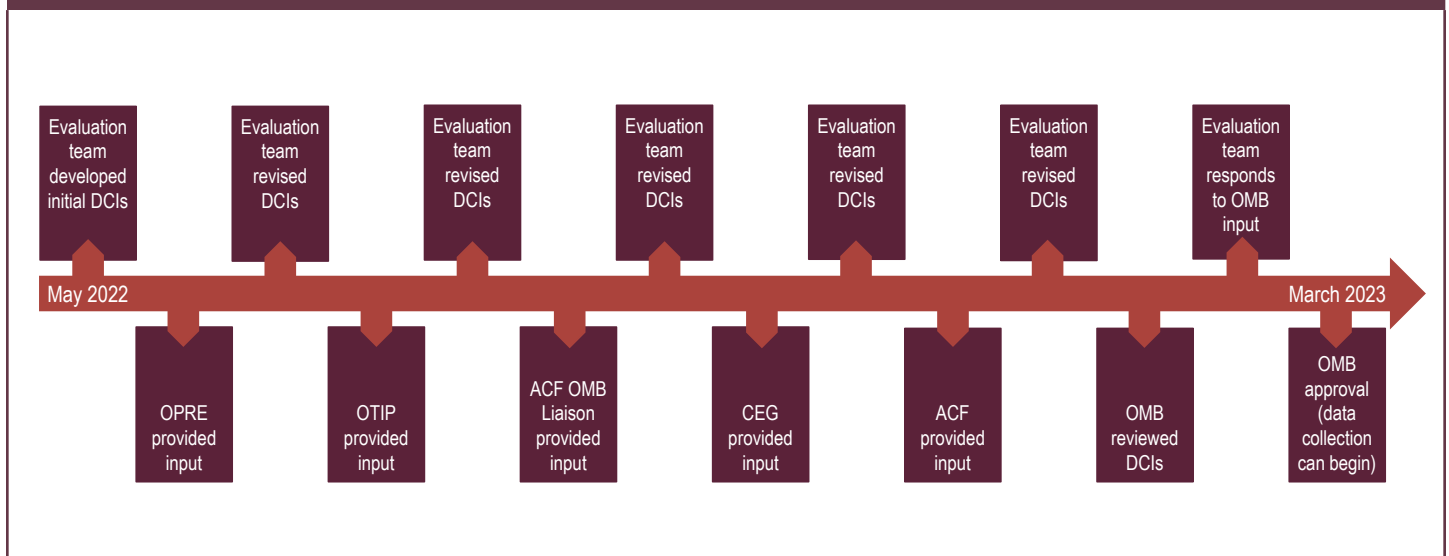 Evaluation
team
developed
initial DCIs
Evaluation
team
revised
DCIs
Evaluation
team
revised
DCIs
Evaluation
team
revised
DCIs
Evaluation
team
revised
DCIs
Evaluation
team
revised
DCIs
Evaluation
team
responds
to OMB
input
May 2022
March 2023
OPRE
provided
input
OTIP
provided
input
ACF OMB
Liaison
provided
input
CEG
provided
input
ACF
provided
input
OMB
reviewed
DCIs
OMB
approval
(data
collection
can begin)